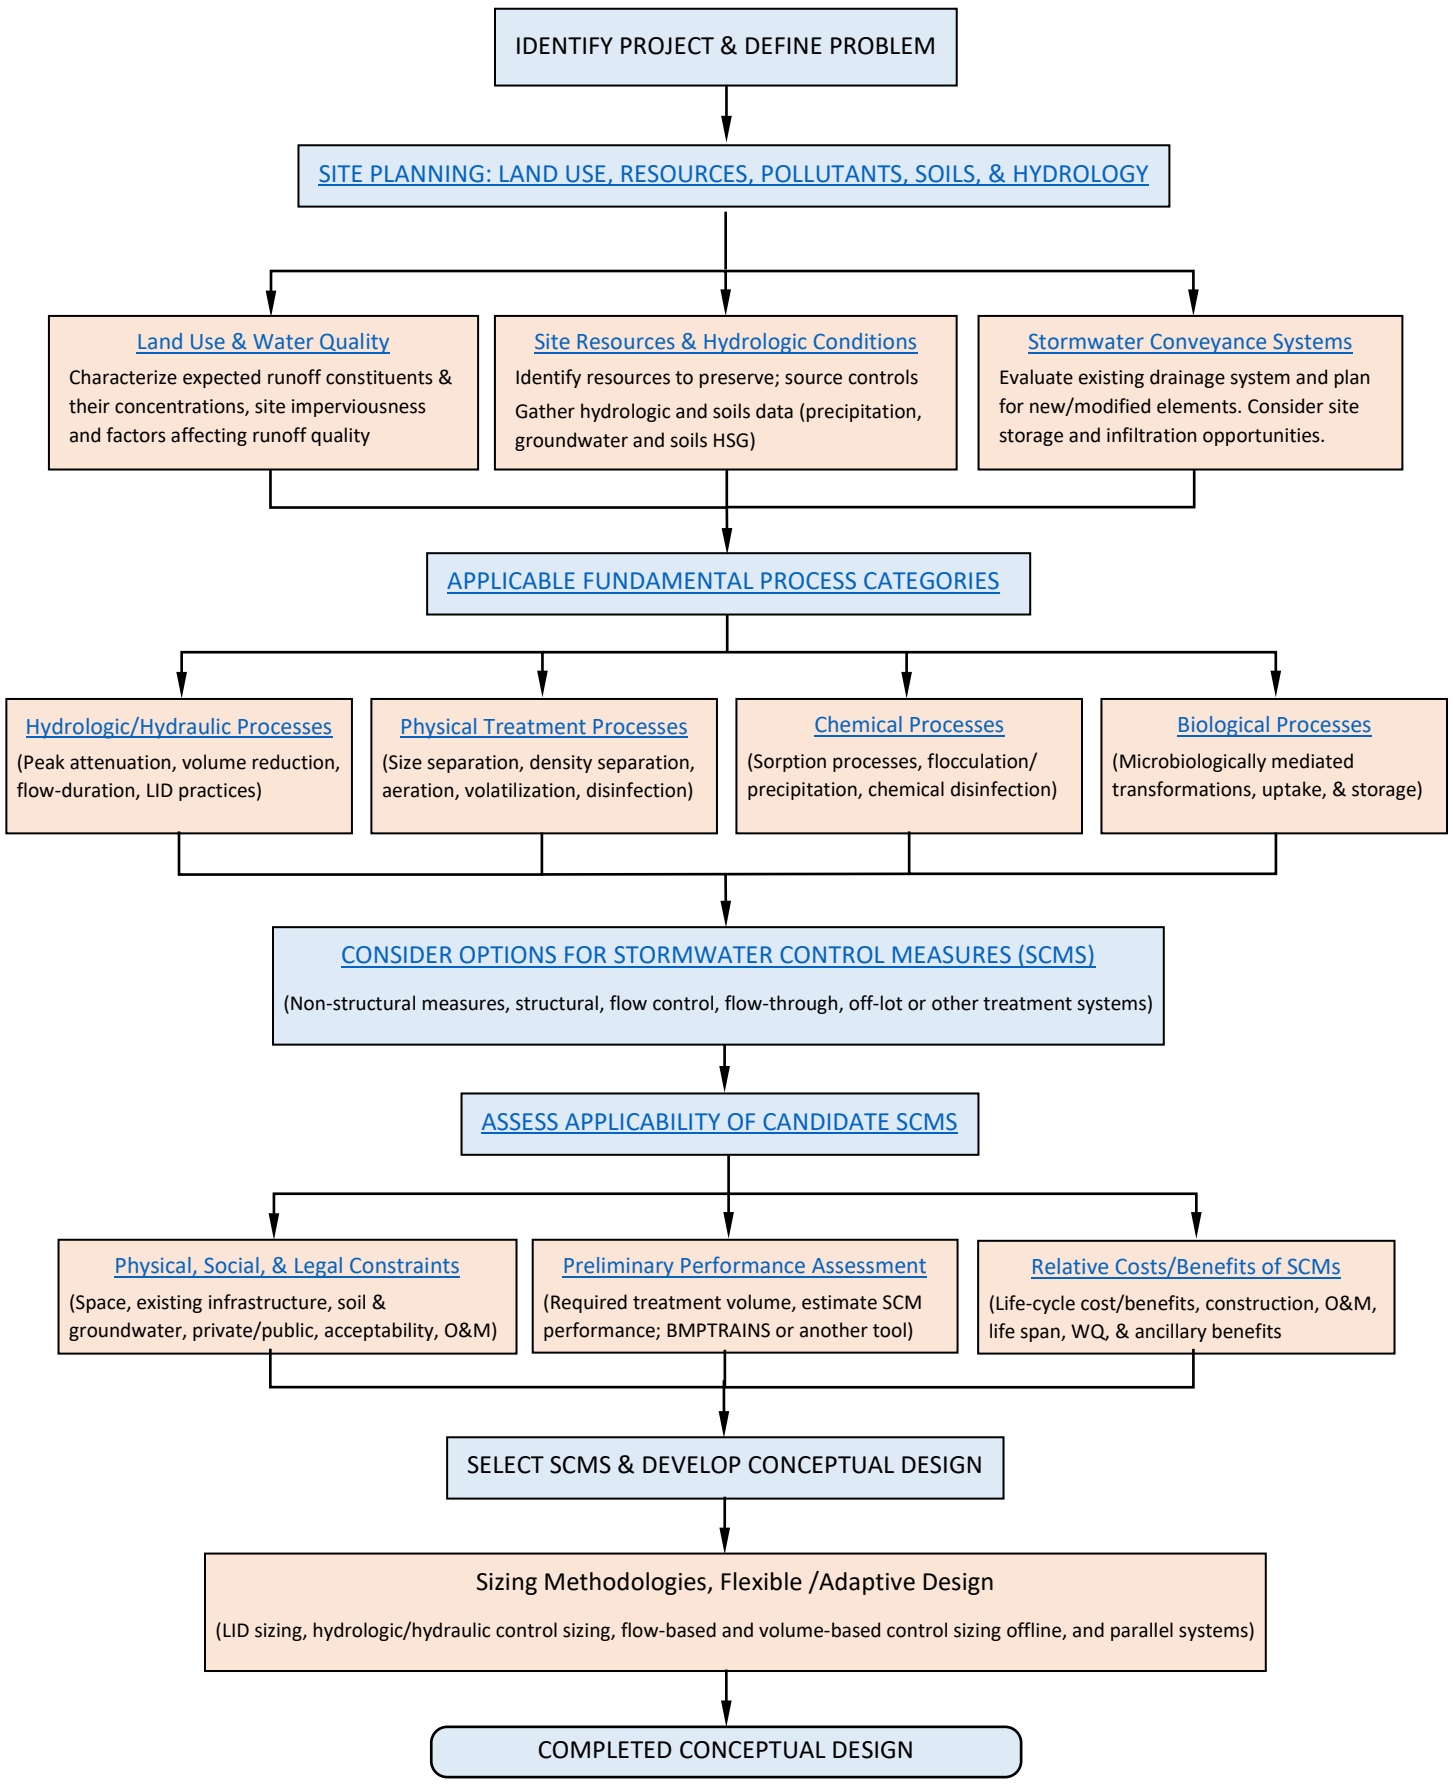 IDENTIFY PROJECT & DEFINE PROBLEM
SITE PLANNING: LAND USE, RESOURCES, POLLUTANTS, SOILS, & HYDROLOGY
Land Use & Water Quality
Characterize expected runoff constituents &
their concentrations, site imperviousness
and factors affecting runoff quality
Site Resources & Hydrologic Conditions
Identify resources to preserve; source controls
Gather hydrologic and soils data (precipitation,
groundwater and soils HSG)
Stormwater Conveyance Systems
Evaluate existing drainage system and plan
for new/modified elements. Consider site
storage and infiltration opportunities.
APPLICABLE FUNDAMENTAL PROCESS CATEGORIES
Hydrologic/Hydraulic Processes
(Peak attenuation, volume reduction,
flow-duration, LID practices)
Physical Treatment Processes
(Size separation, density separation,
aeration, volatilization, disinfection)
Chemical Processes
(Sorption processes, flocculation/
precipitation, chemical disinfection)
Biological Processes
(Microbiologically mediated
transformations, uptake, & storage)
CONSIDER OPTIONS FOR STORMWATER CONTROL MEASURES (SCMS)
(Non-structural measures, structural, flow control, flow-through, off-lot or other treatment systems)
ASSESS APPLICABILITY OF CANDIDATE SCMS
Physical, Social, & Legal Constraints
(Space, existing infrastructure, soil &
groundwater, private/public, acceptability, O&M)
Preliminary Performance Assessment
(Required treatment volume, estimate SCM
performance; BMPTRAINS or another tool)
Relative Costs/Benefits of SCMs
(Life-cycle cost/benefits, construction, O&M,
life span, WQ, & ancillary benefits
SELECT SCMS & DEVELOP CONCEPTUAL DESIGN
Sizing Methodologies, Flexible /Adaptive Design
(LID sizing, hydrologic/hydraulic control sizing, flow-based and volume-based control sizing offline, and parallel systems)
COMPLETED CONCEPTUAL DESIGN